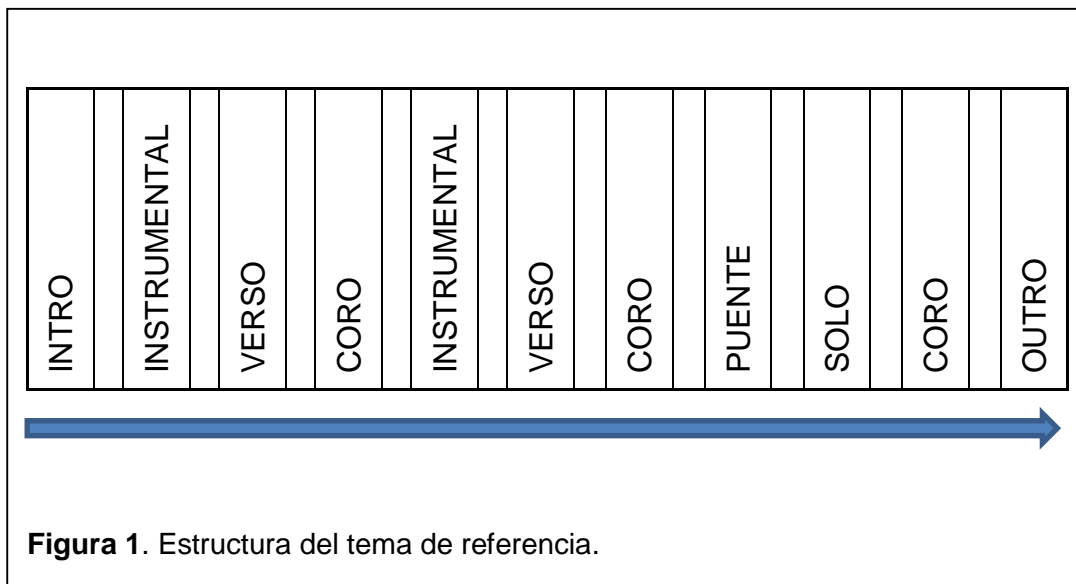 INTRO
INSTRUMENTAL
VERSO
CORO
INSTRUMENTAL
VERSO
CORO
PUENTE
SOLO
CORO
OUTRO
Figura 1. Estructura del tema de referencia.